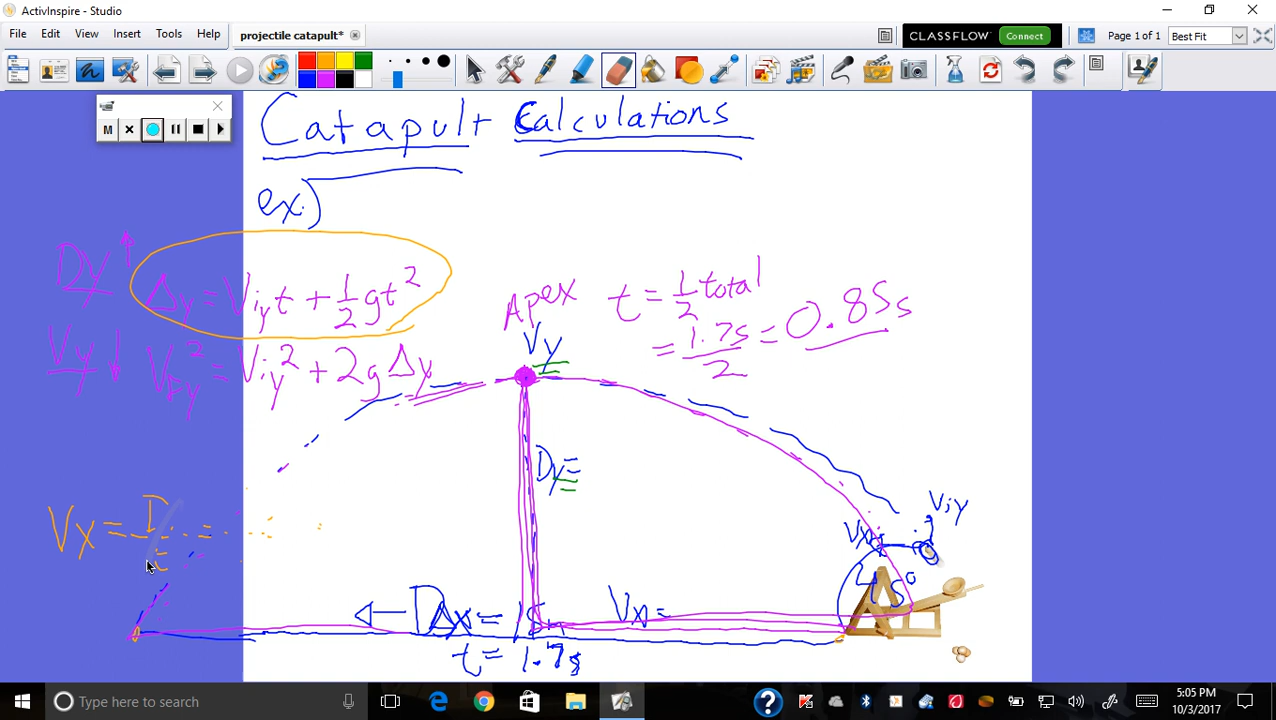 ActivInspire - Studio
File Edit View Insert Tools Help
projectile catapult*
CLASSFLOW Connect
Page 1 of 1
Best Fit
M
Catapult Calculations
ex.)
Dy↑ Δy = Viyt + 1/2 gt²
Vy↓ VFy² = Viy² + 2gΔy
Apex t = 1/2 total
= 1.7s/2 = 0.85s
Vy =
Dy =
Viy
Vx
45°
Vx = D
Dx = 15m
Vx =
t = 1.7s
Type here to search
5:05 PM
10/3/2017